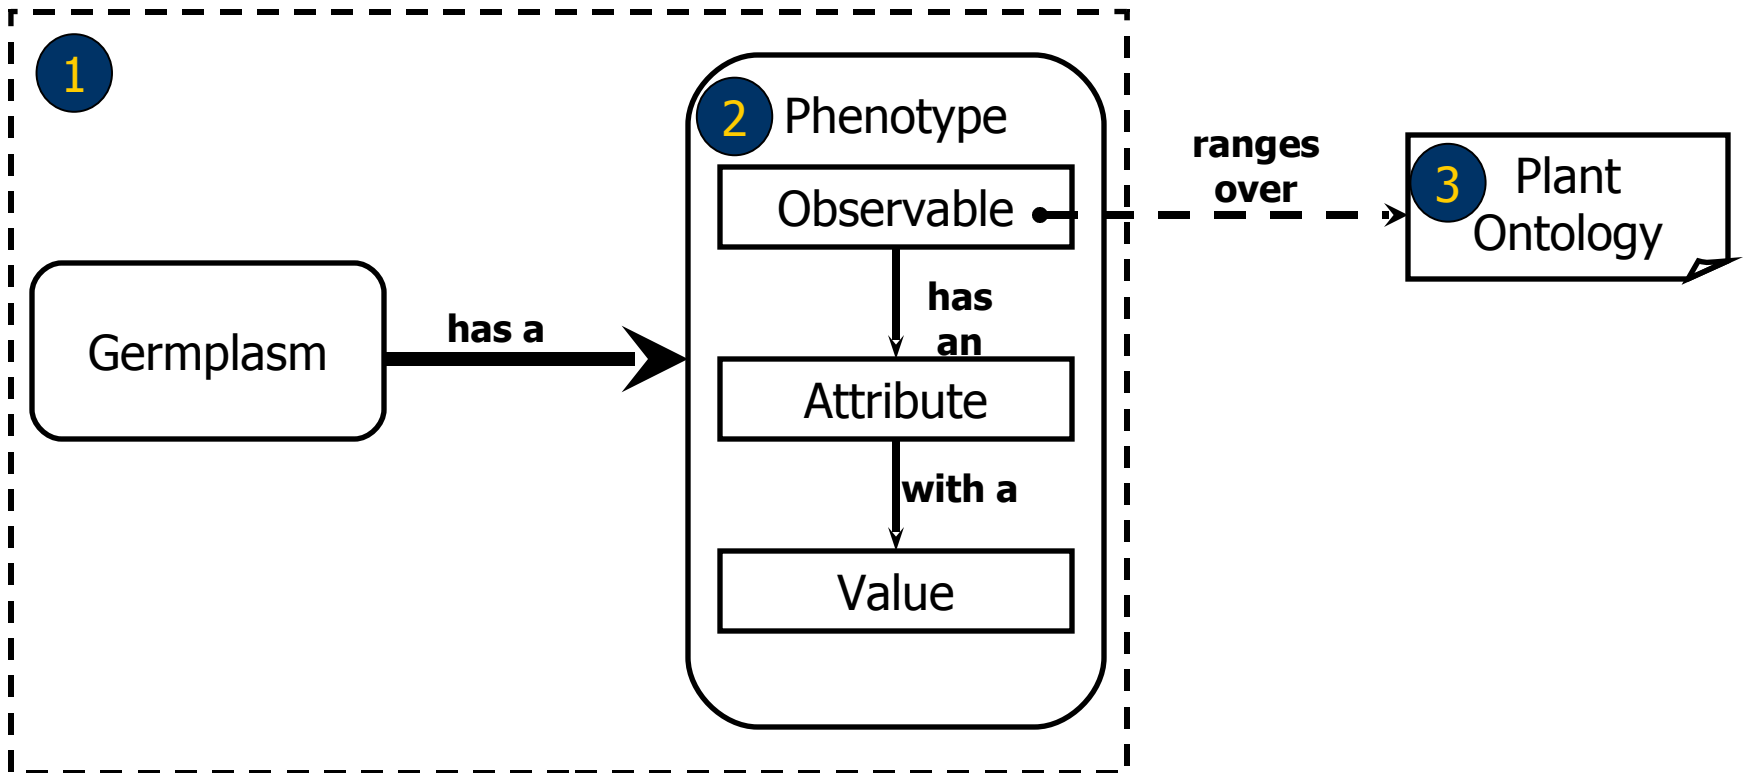 1
2
Phenotype
Observable
ranges
over
3
Plant
Ontology
has
an
Germplasm
has a
Attribute
with a
Value